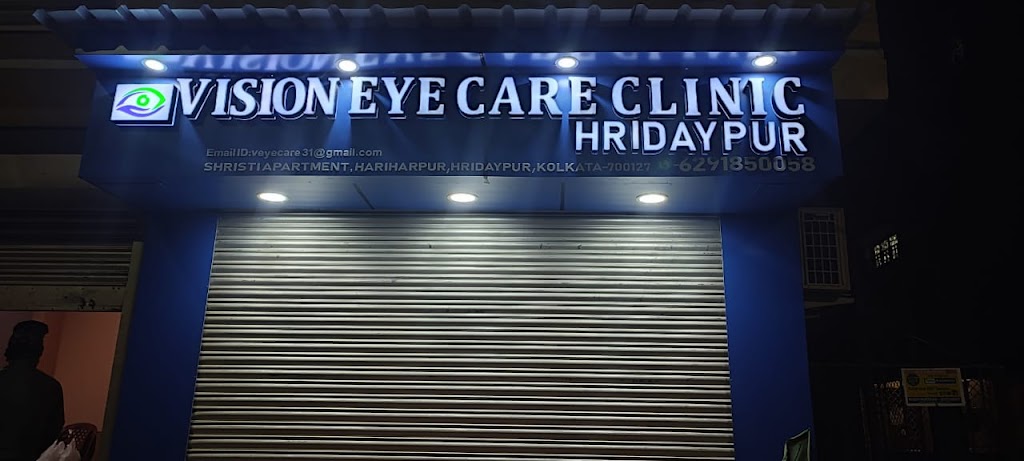 VISION EYE CARE CLINIC
HRIDAYPUR
Email ID:veyecare31@gmail.com
SHRISTI APARTMENT, HARIHARPUR, HRIDAYPUR, KOLKATA-700127
-6291850058